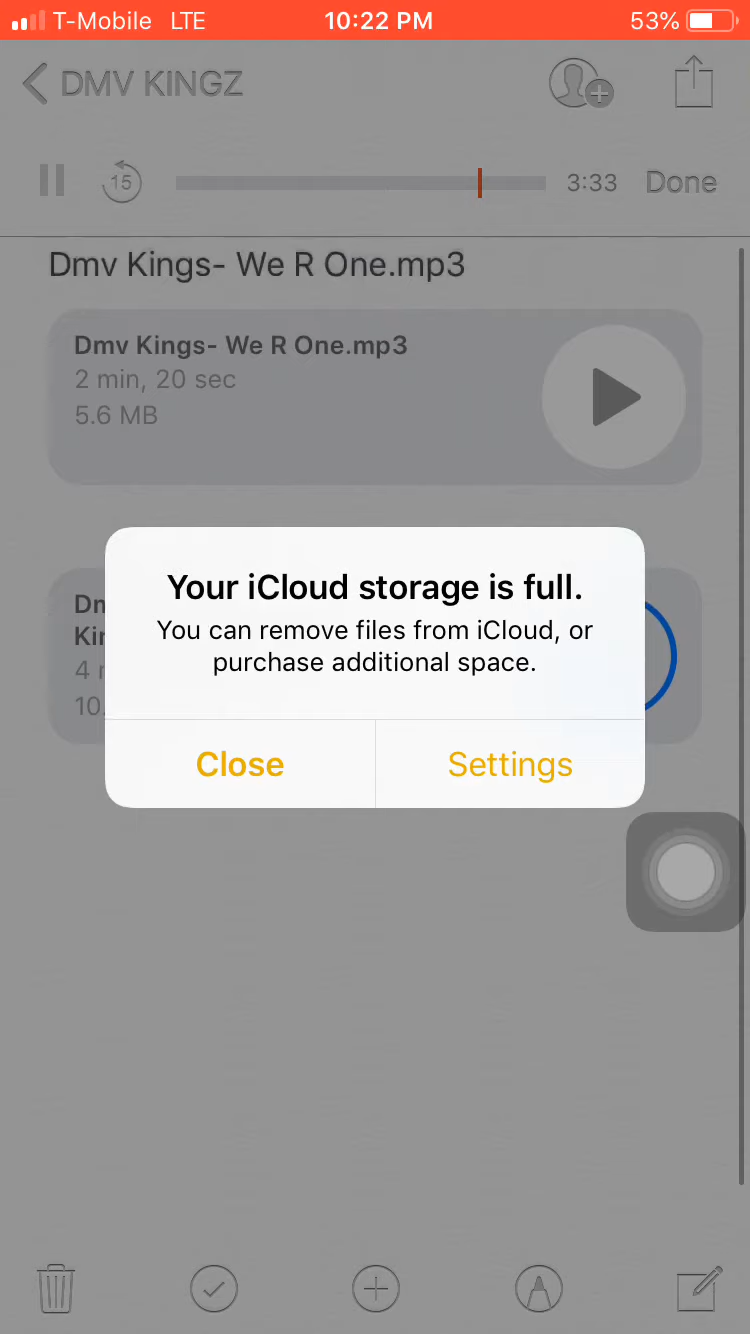 T-Mobile LTE 10:22 PM 53%
DMV KINGZ
15 3:33 Done
Dmv Kings- We R One.mp3
Dmv Kings- We R One.mp3
2 min, 20 sec
5.6 MB
Your iCloud storage is full.
You can remove files from iCloud, or
purchase additional space.
Close Settings